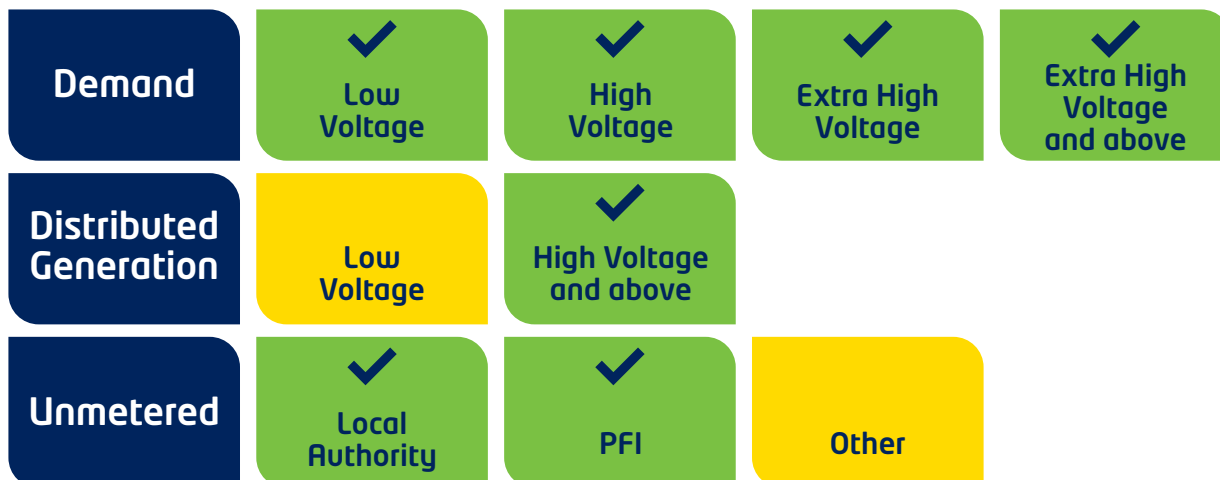 Demand
Low
Voltage
High
Voltage
Extra High
Voltage
Extra High
Voltage
and above
Distributed
Generation
Low
Voltage
High Voltage
and above
Unmetered
Local
Authority
PFI
Other